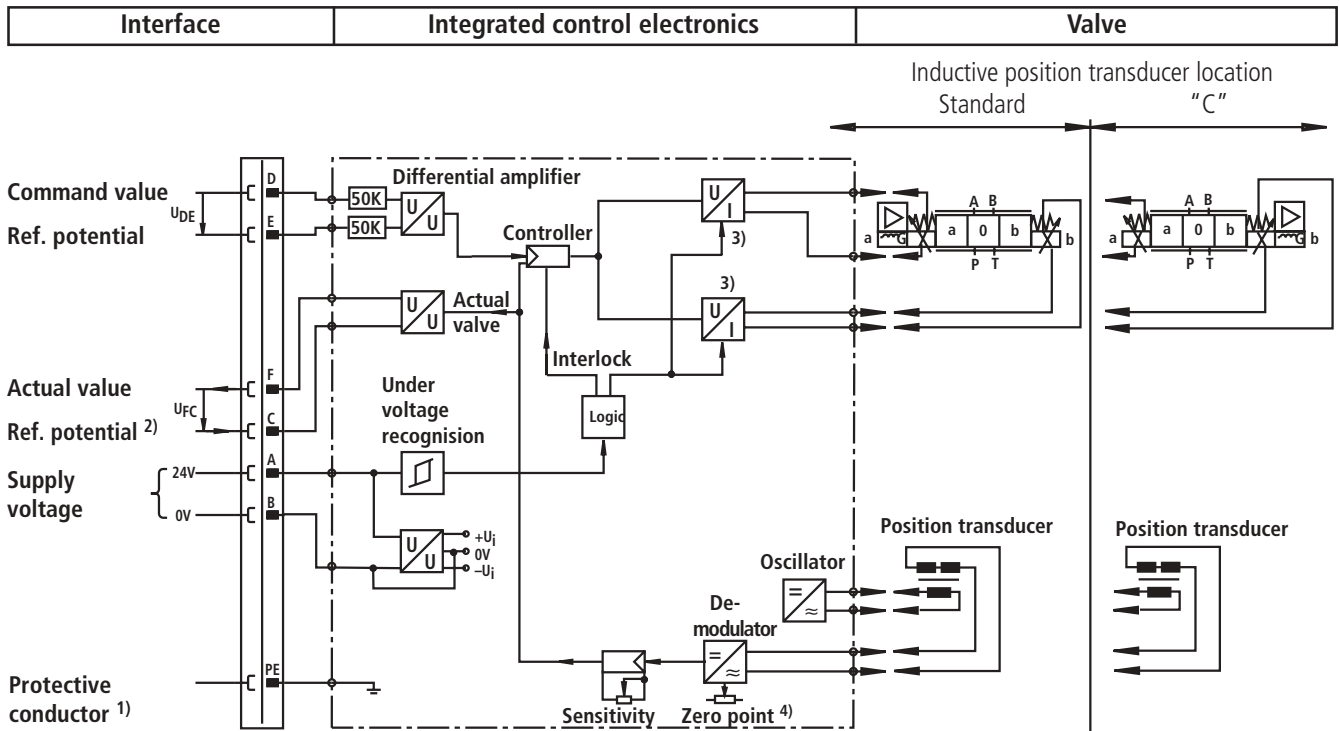 Interface
Integrated control electronics
Valve
Inductive position transducer location
Standard
“C”
Command value
Ref. potential
UDE
D
E
50K
50K
Differential amplifier
U
U
Controller
U
I
3)
3)
U
I
U
U
Actual
valve
Interlock
Logic
Actual value
Ref. potential 2)
UFC
F
C
Under
voltage
recognision
Supply
voltage
24V
0V
A
B
U
U
+Ui
0V
–Ui
Oscillator
=
≈
De-
modulator
=
≈
Sensitivity
Zero point 4)
Protective
conductor 1)
PE
A B
a
G
a 0 b
b
P T
A B
a
a 0 b
G
b
P T
Position transducer
Position transducer